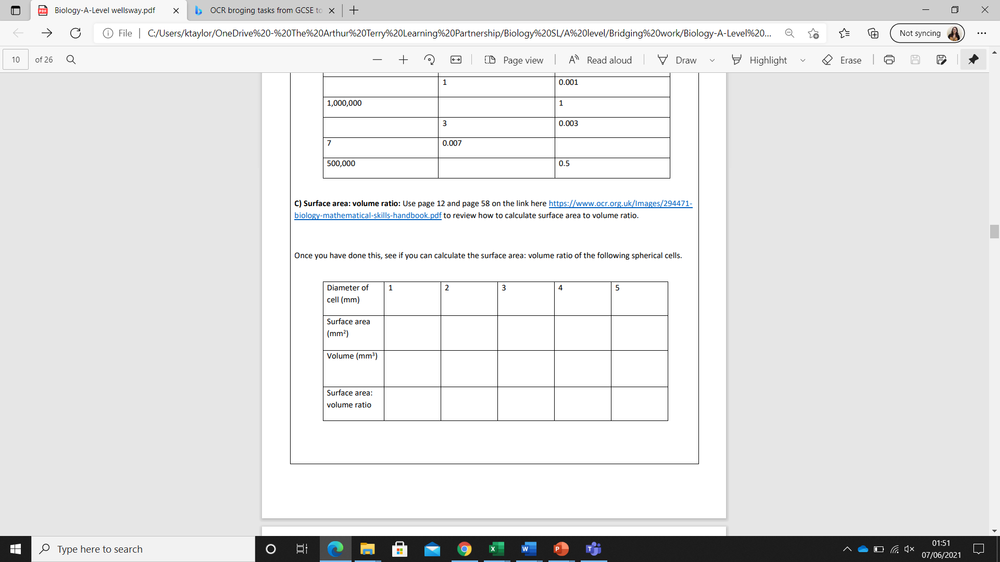 Biology-A-Level wellsway.pdf
OCR broging tasks from GCSE to
File
C:/Users/ktaylor/OneDrive%20-%20The%20Arthur%20Terry%20Learning%20Partnership/Biology%20SL/A%20level/Bridging%20work/Biology-A-Level%20...
Not syncing
10 of 26
Page view
Read aloud
Draw
Highlight
Erase
1 0.001
1,000,000 1
3 0.003
7 0.007
500,000 0.5
C) Surface area: volume ratio: Use page 12 and page 58 on the link here https://www.ocr.org.uk/Images/294471-
biology-mathematical-skills-handbook.pdf to review how to calculate surface area to volume ratio.
Once you have done this, see if you can calculate the surface area: volume ratio of the following spherical cells.
Diameter of 1 2 3 4 5
cell (mm)
Surface area
(mm²)
Volume (mm³)
Surface area:
volume ratio
Type here to search
01:51
07/06/2021